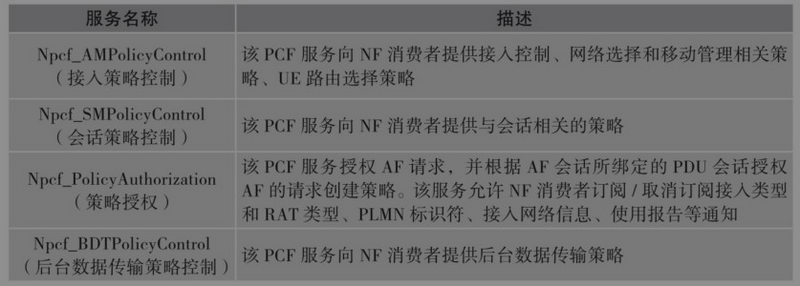 服务名称
描述
Npcf_AMPolicyControl
（接入策略控制）
该 PCF 服务向 NF 消费者提供接入控制、网络选择和移动管理相关策
略、UE 路由选择策略
Npcf_SMPolicyControl
（会话策略控制）
该 PCF 服务向 NF 消费者提供与会话相关的策略
Npcf_PolicyAuthorization
（策略授权）
该 PCF 服务授权 AF 请求，并根据 AF 会话所绑定的 PDU 会话授权
AF 的请求创建策略。该服务允许 NF 消费者订阅 / 取消订阅接入类型
和 RAT 类型、PLMN 标识符、接入网络信息、使用报告等通知
Npcf_BDTPolicyControl
（后台数据传输策略控制）
该 PCF 服务向 NF 消费者提供后台数据传输策略